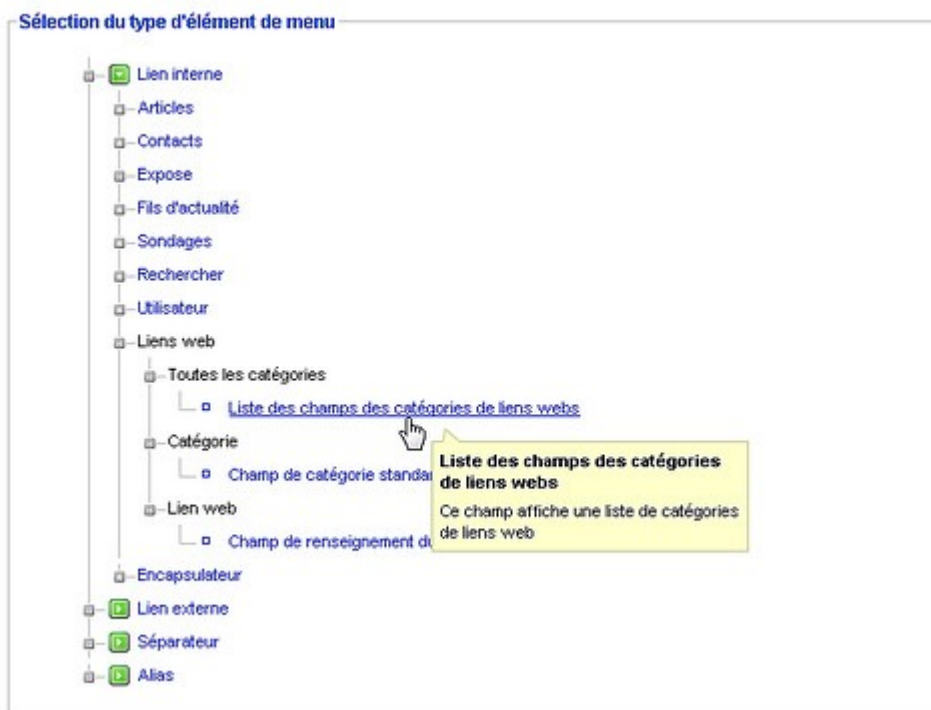 Sélection du type d'élément de menu
Lien interne
Articles
Contacts
Expose
Fils d'actualité
Sondages
Rechercher
Utilisateur
Liens web
Toutes les catégories
Liste des champs des catégories de liens webs
Catégorie
Champ de catégorie standar
Lien web
Champ de renseignement du
Liste des champs des catégories
de liens webs
Ce champ affiche une liste de catégories
de liens web
Encapsulateur
Lien externe
Séparateur
Alias